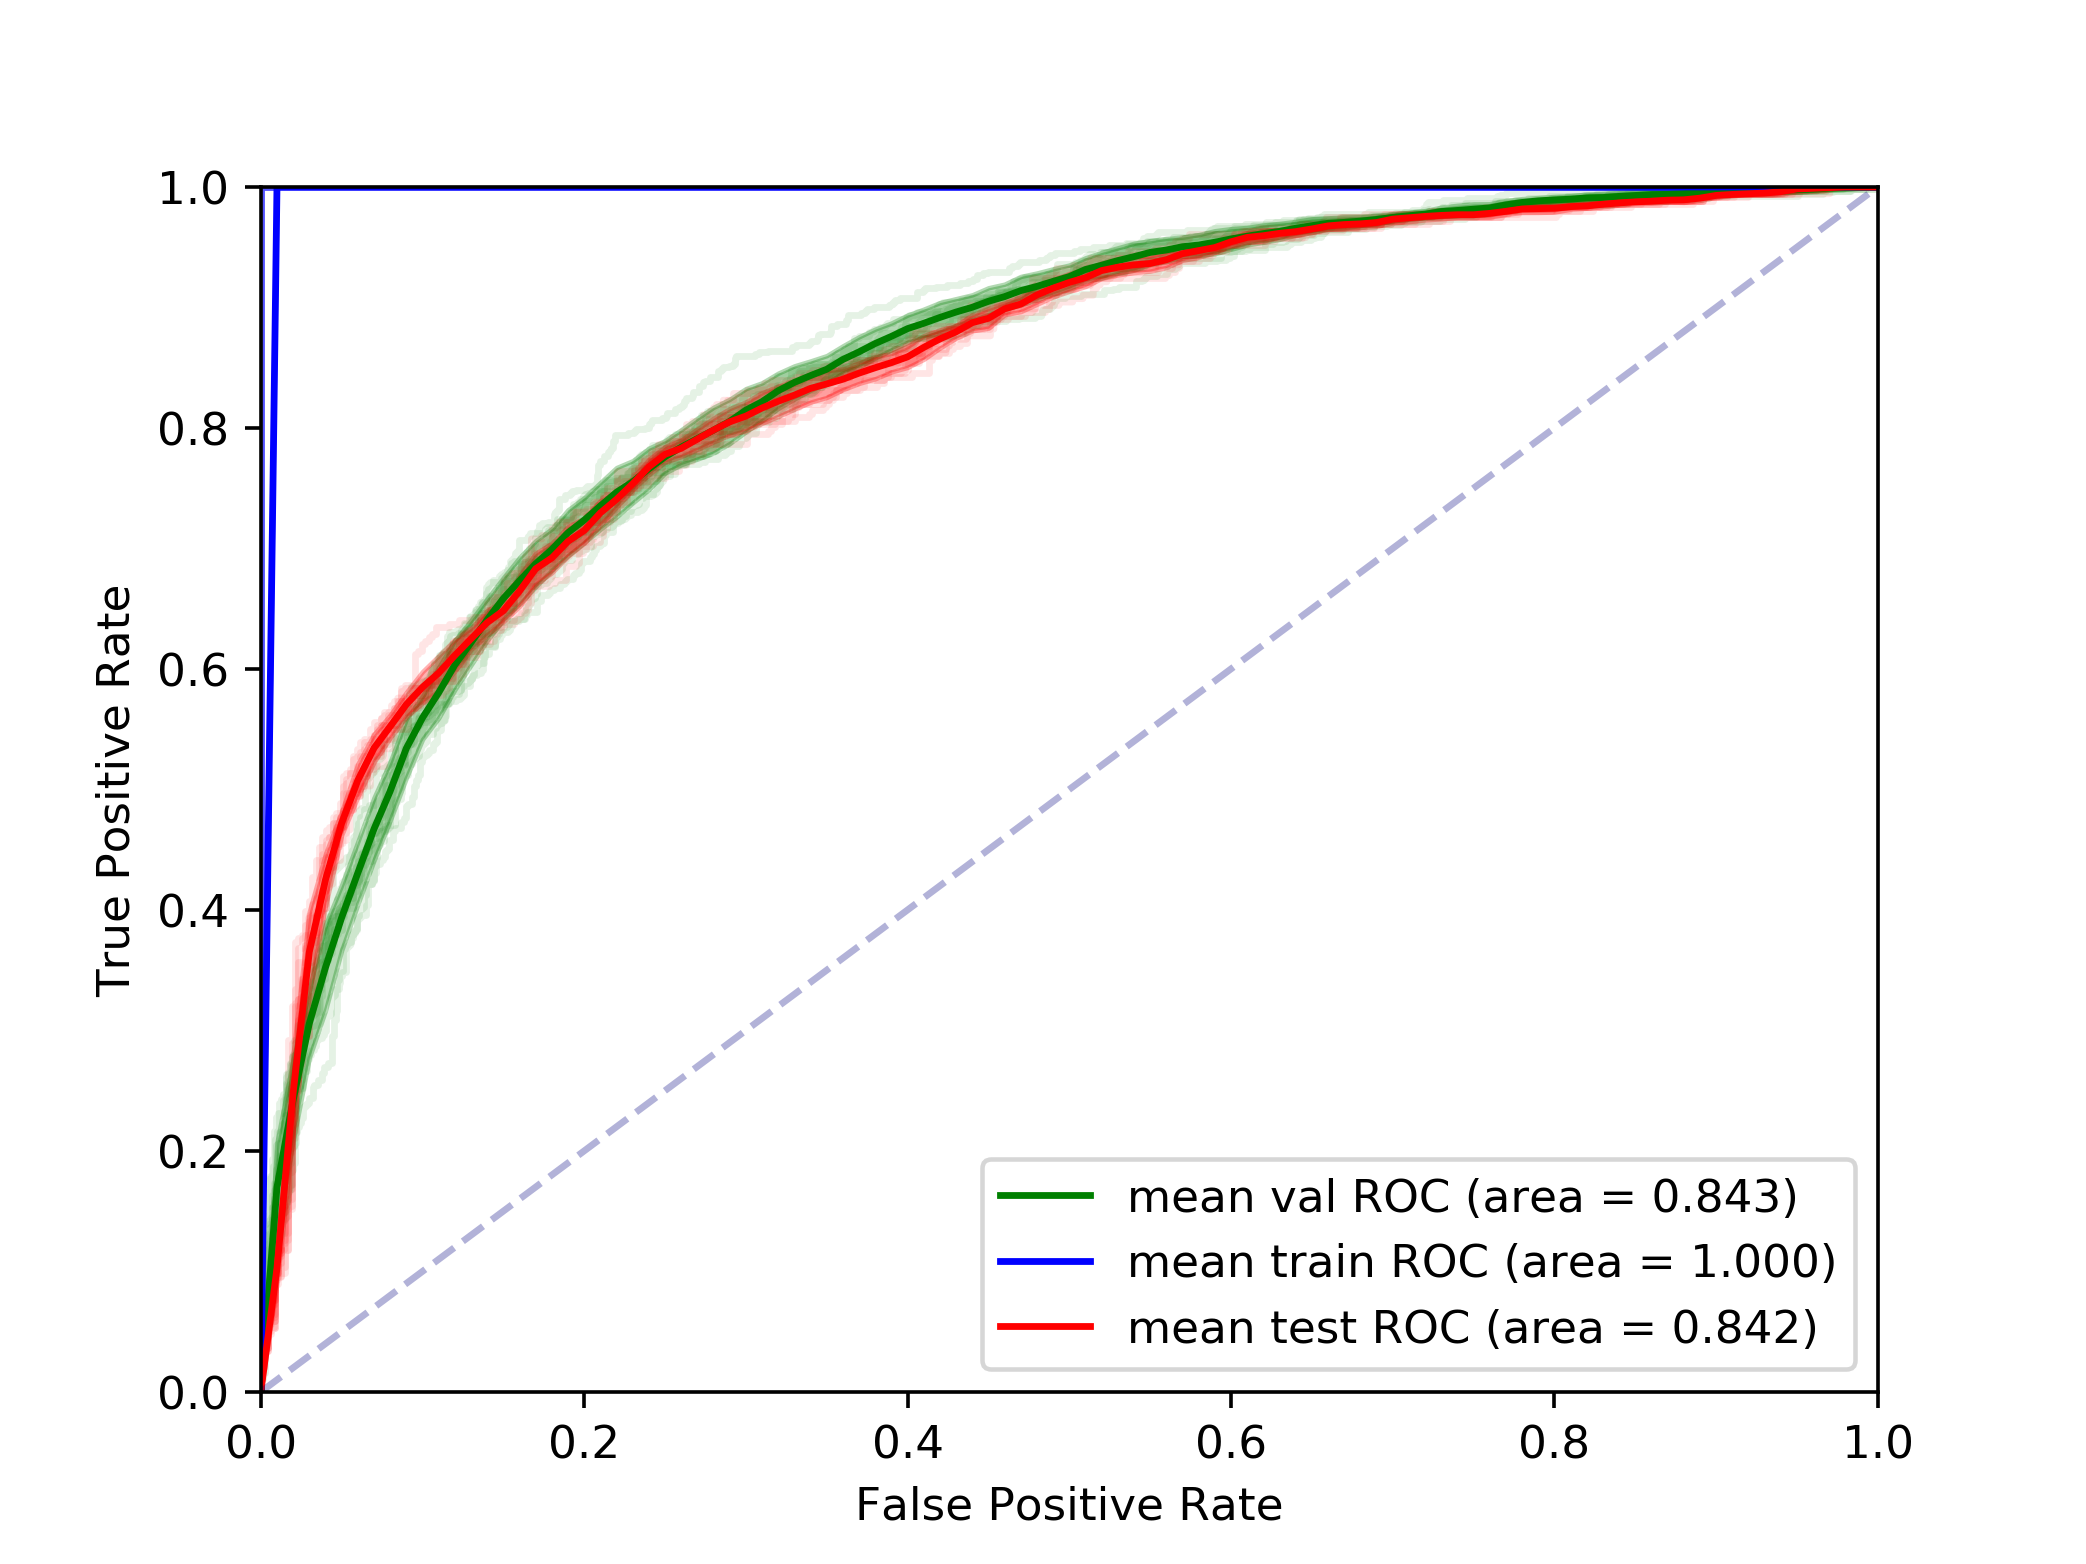 1.0
0.8
0.6
0.4
0.2
0.0
True Positive Rate
mean val ROC (area = 0.843)
mean train ROC (area = 1.000)
mean test ROC (area = 0.842)
0.0 0.2 0.4 0.6 0.8 1.0
False Positive Rate